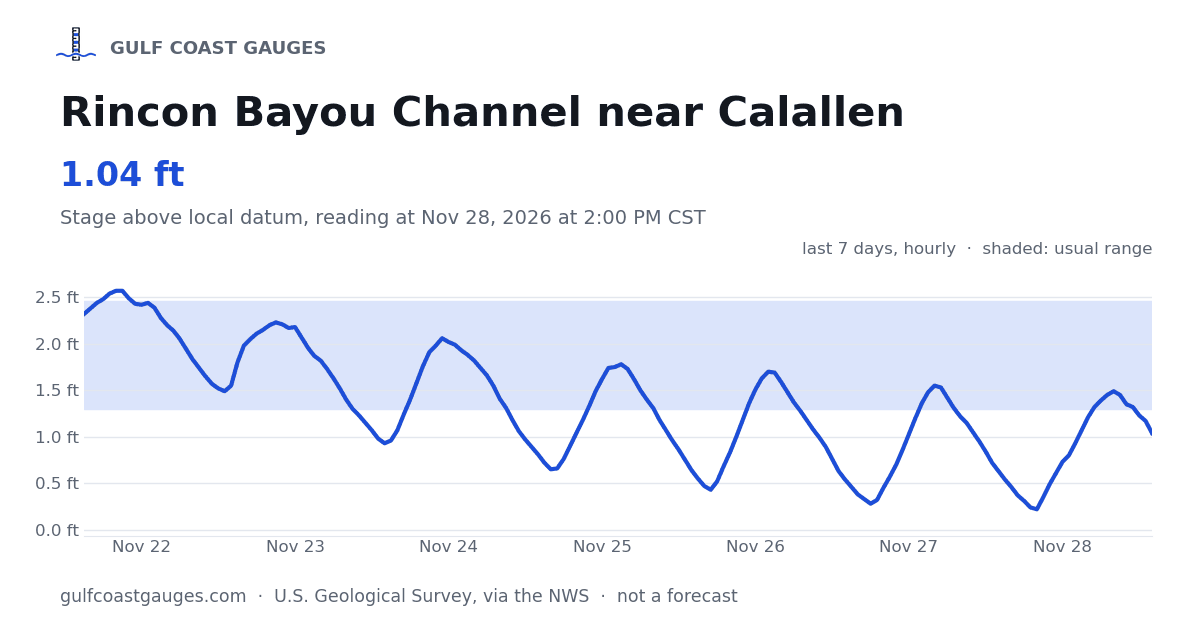 GULF COAST GAUGES
Rincon Bayou Channel near Calallen
1.04 ft
Stage above local datum, reading at Nov 28, 2026 at 2:00 PM CST
last 7 days, hourly · shaded: usual range
2.5 ft
2.0 ft
1.5 ft
1.0 ft
0.5 ft
0.0 ft
Nov 22 Nov 23 Nov 24 Nov 25 Nov 26 Nov 27 Nov 28
gulfcoastgauges.com · U.S. Geological Survey, via the NWS · not a forecast